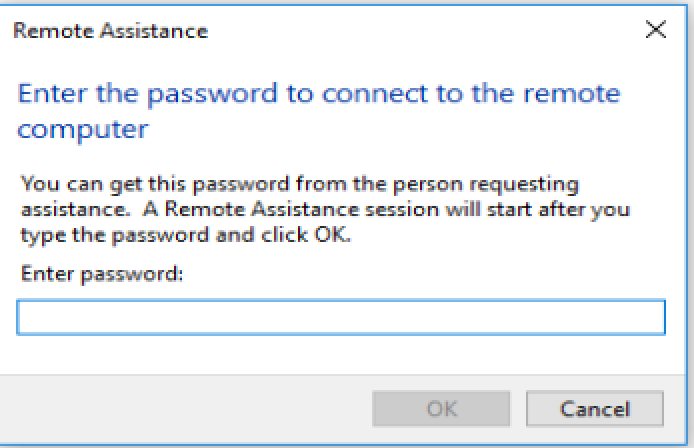 Remote Assistance
Enter the password to connect to the remote
computer
You can get this password from the person requesting
assistance.  A Remote Assistance session will start after you
type the password and click OK.
Enter password:
OK
Cancel